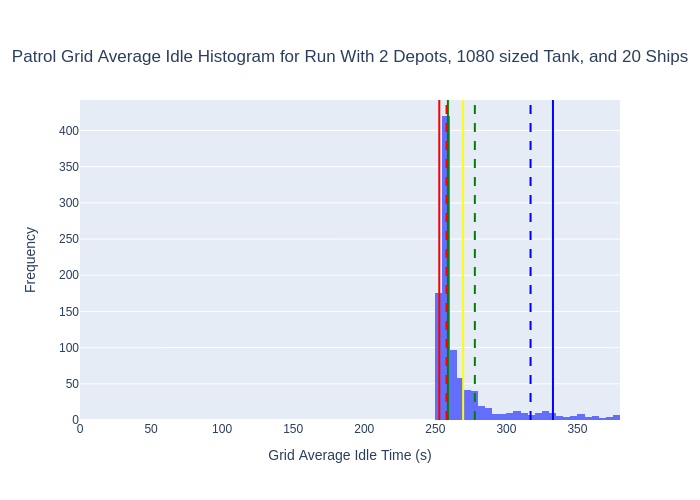 Patrol Grid Average Idle Histogram for Run With 2 Depots, 1080 sized Tank, and 20 Ships
400
350
300
250
200
150
100
50
0
Frequency
0 50 100 150 200 250 300 350
Grid Average Idle Time (s)